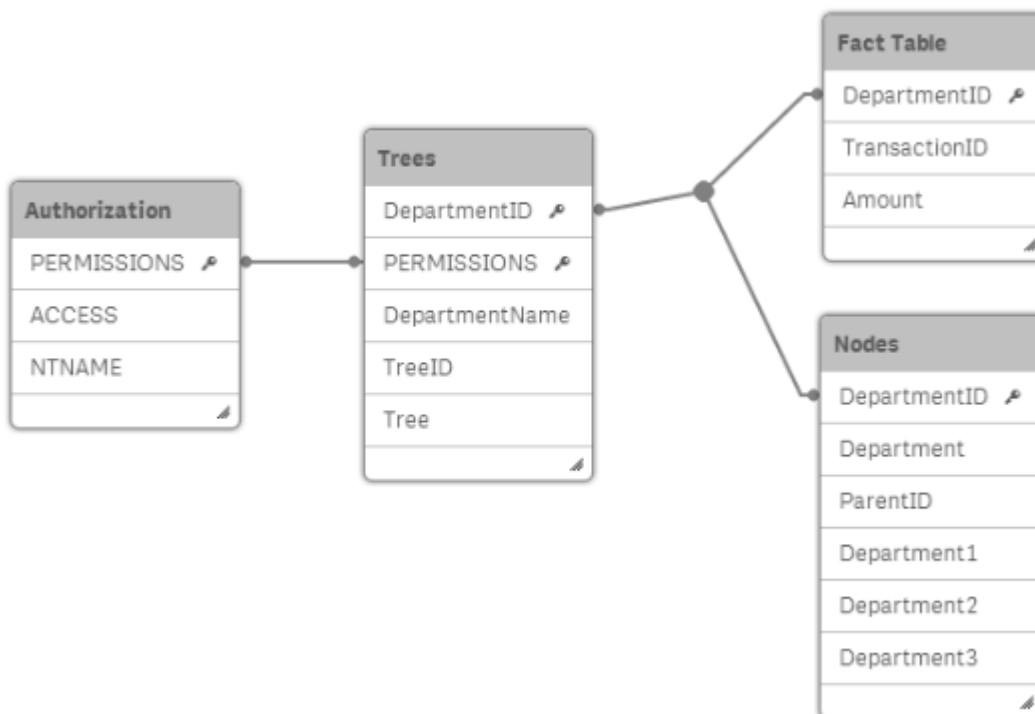 Authorization
PERMISSIONS
ACCESS
NTNAME
Trees
DepartmentID
PERMISSIONS
DepartmentName
TreeID
Tree
Fact Table
DepartmentID
TransactionID
Amount
Nodes
DepartmentID
Department
ParentID
Department1
Department2
Department3